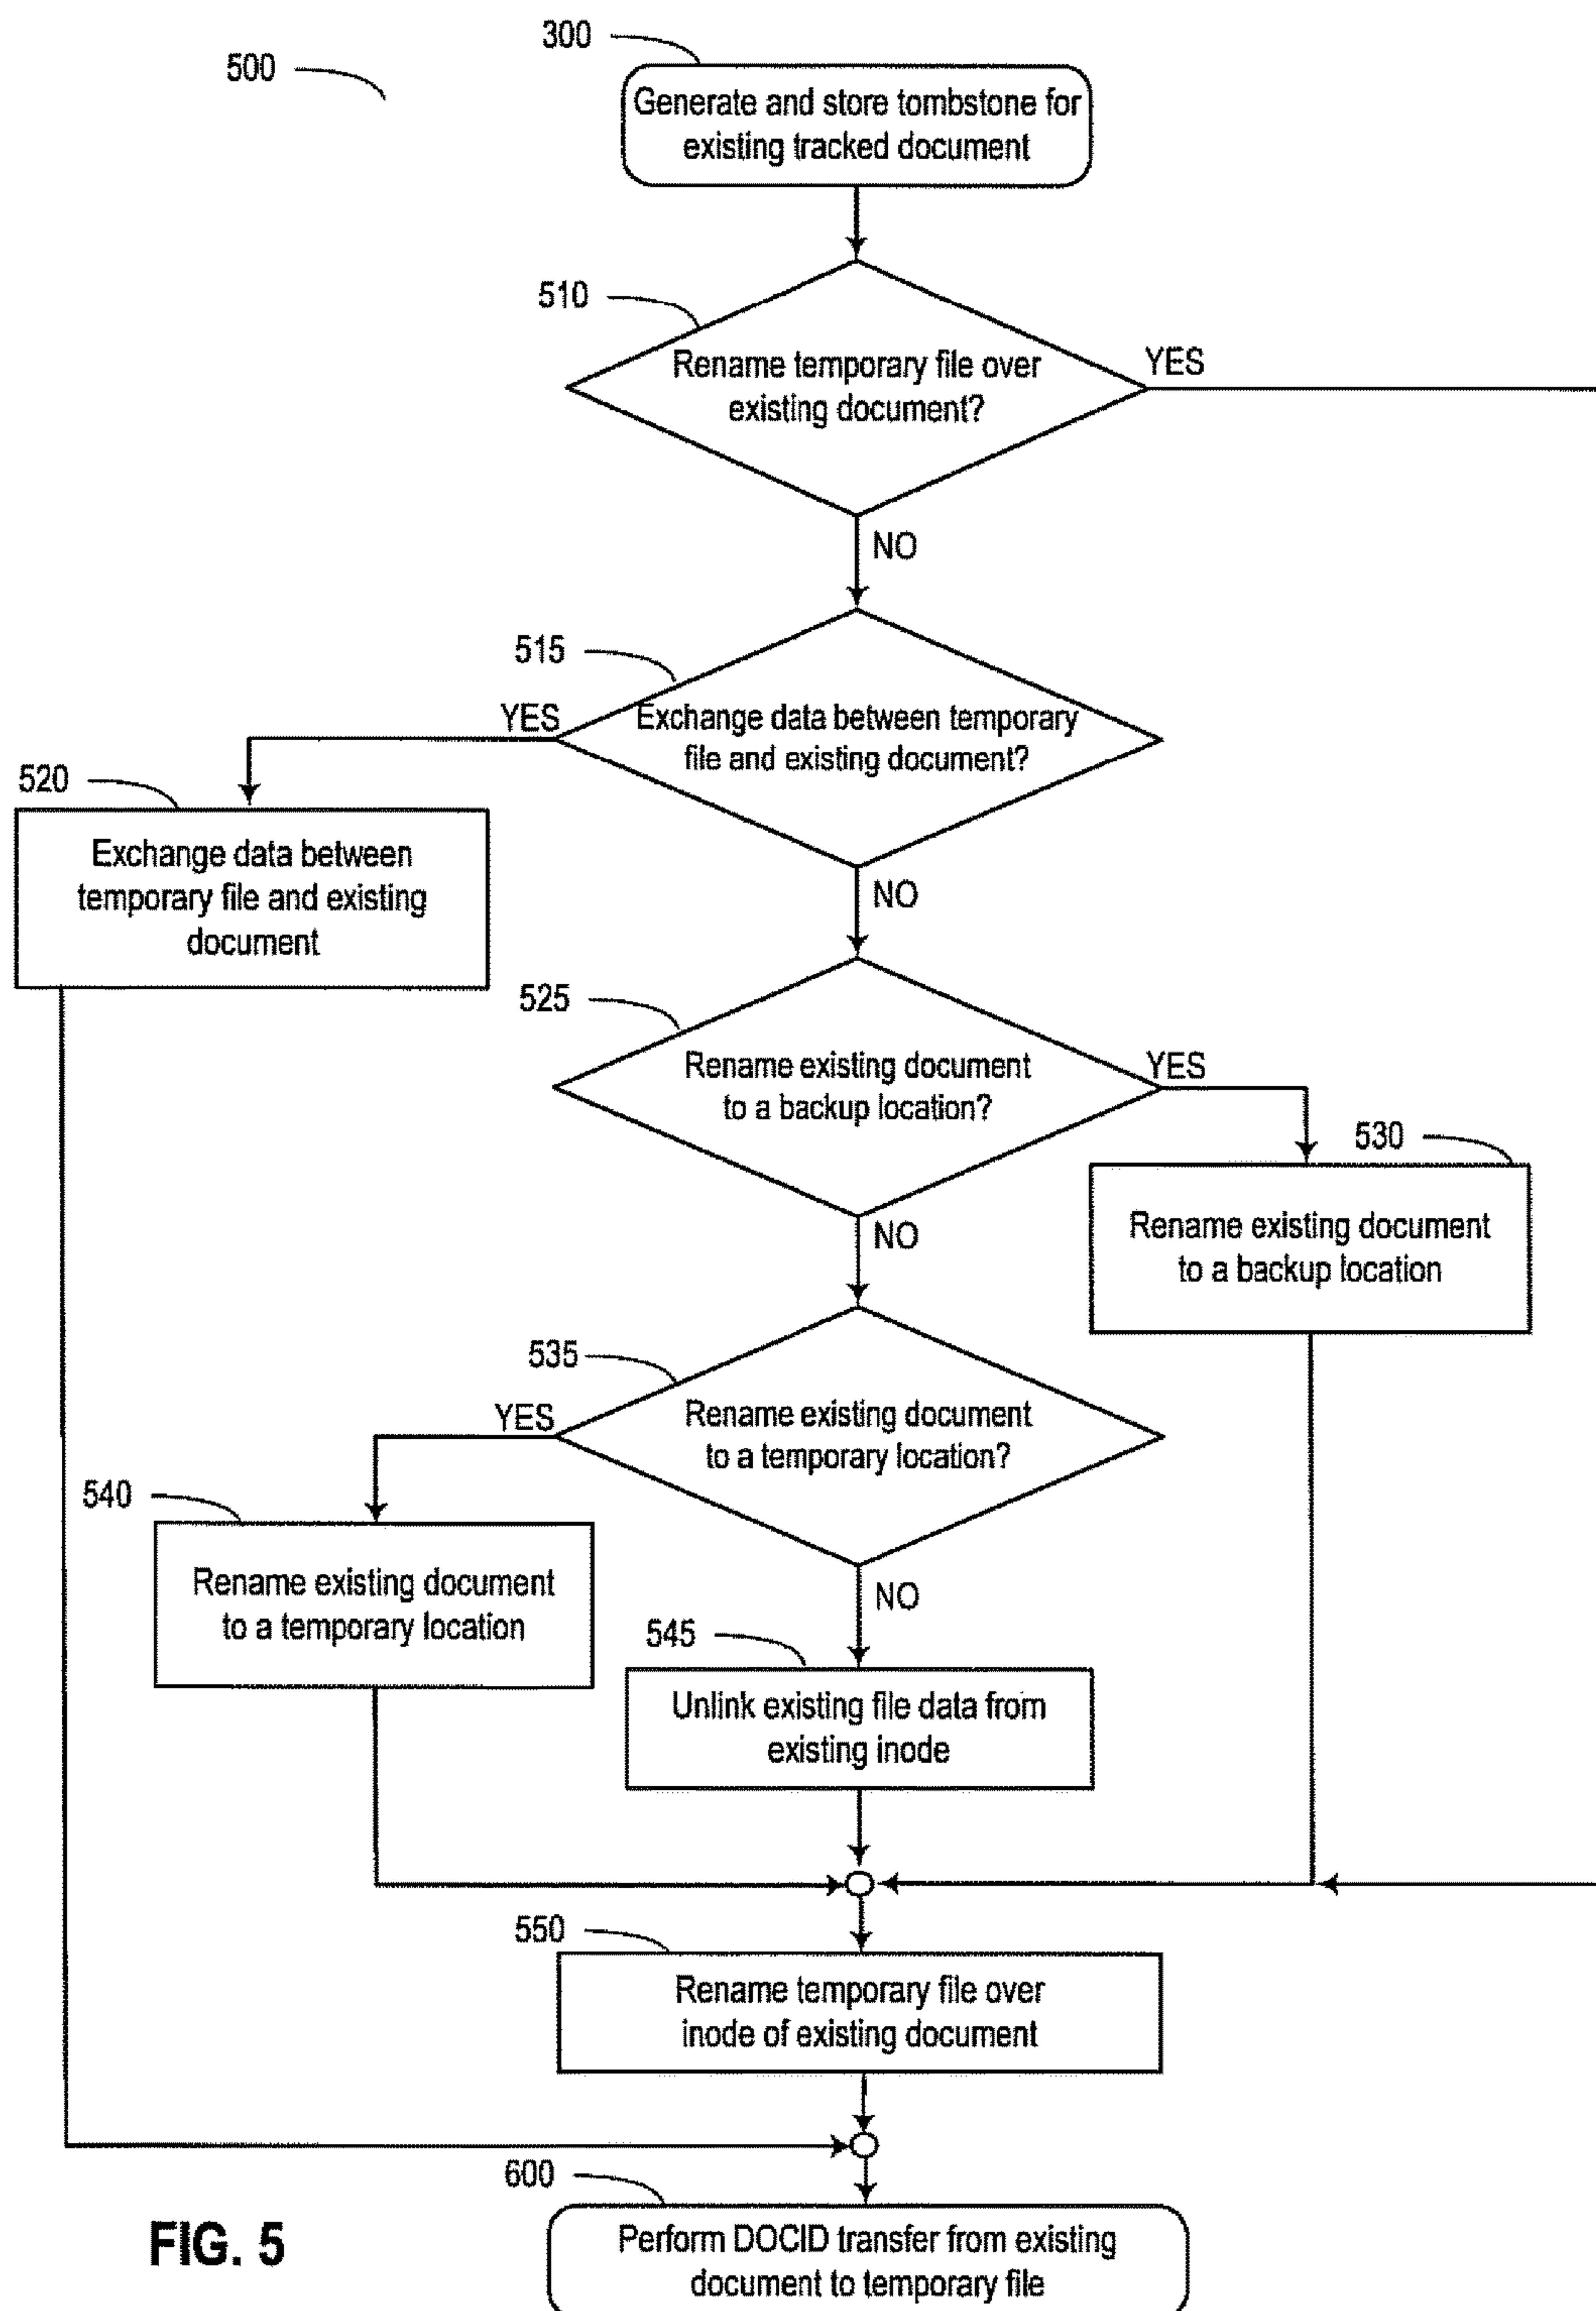 300
500
Generate and store tombstone for
existing tracked document
510
Rename temporary file over
existing document?
YES
NO
515
Exchange data between temporary
file and existing document?
YES
NO
520
Exchange data between
temporary file and existing
document
525
Rename existing document
to a backup location?
YES
NO
530
Rename existing document
to a backup location
535
Rename existing document
to a temporary location?
YES
NO
540
Rename existing document
to a temporary location
545
Unlink existing file data from
existing inode
550
Rename temporary file over
inode of existing document
600
Perform DOCID transfer from existing
document to temporary file
FIG. 5